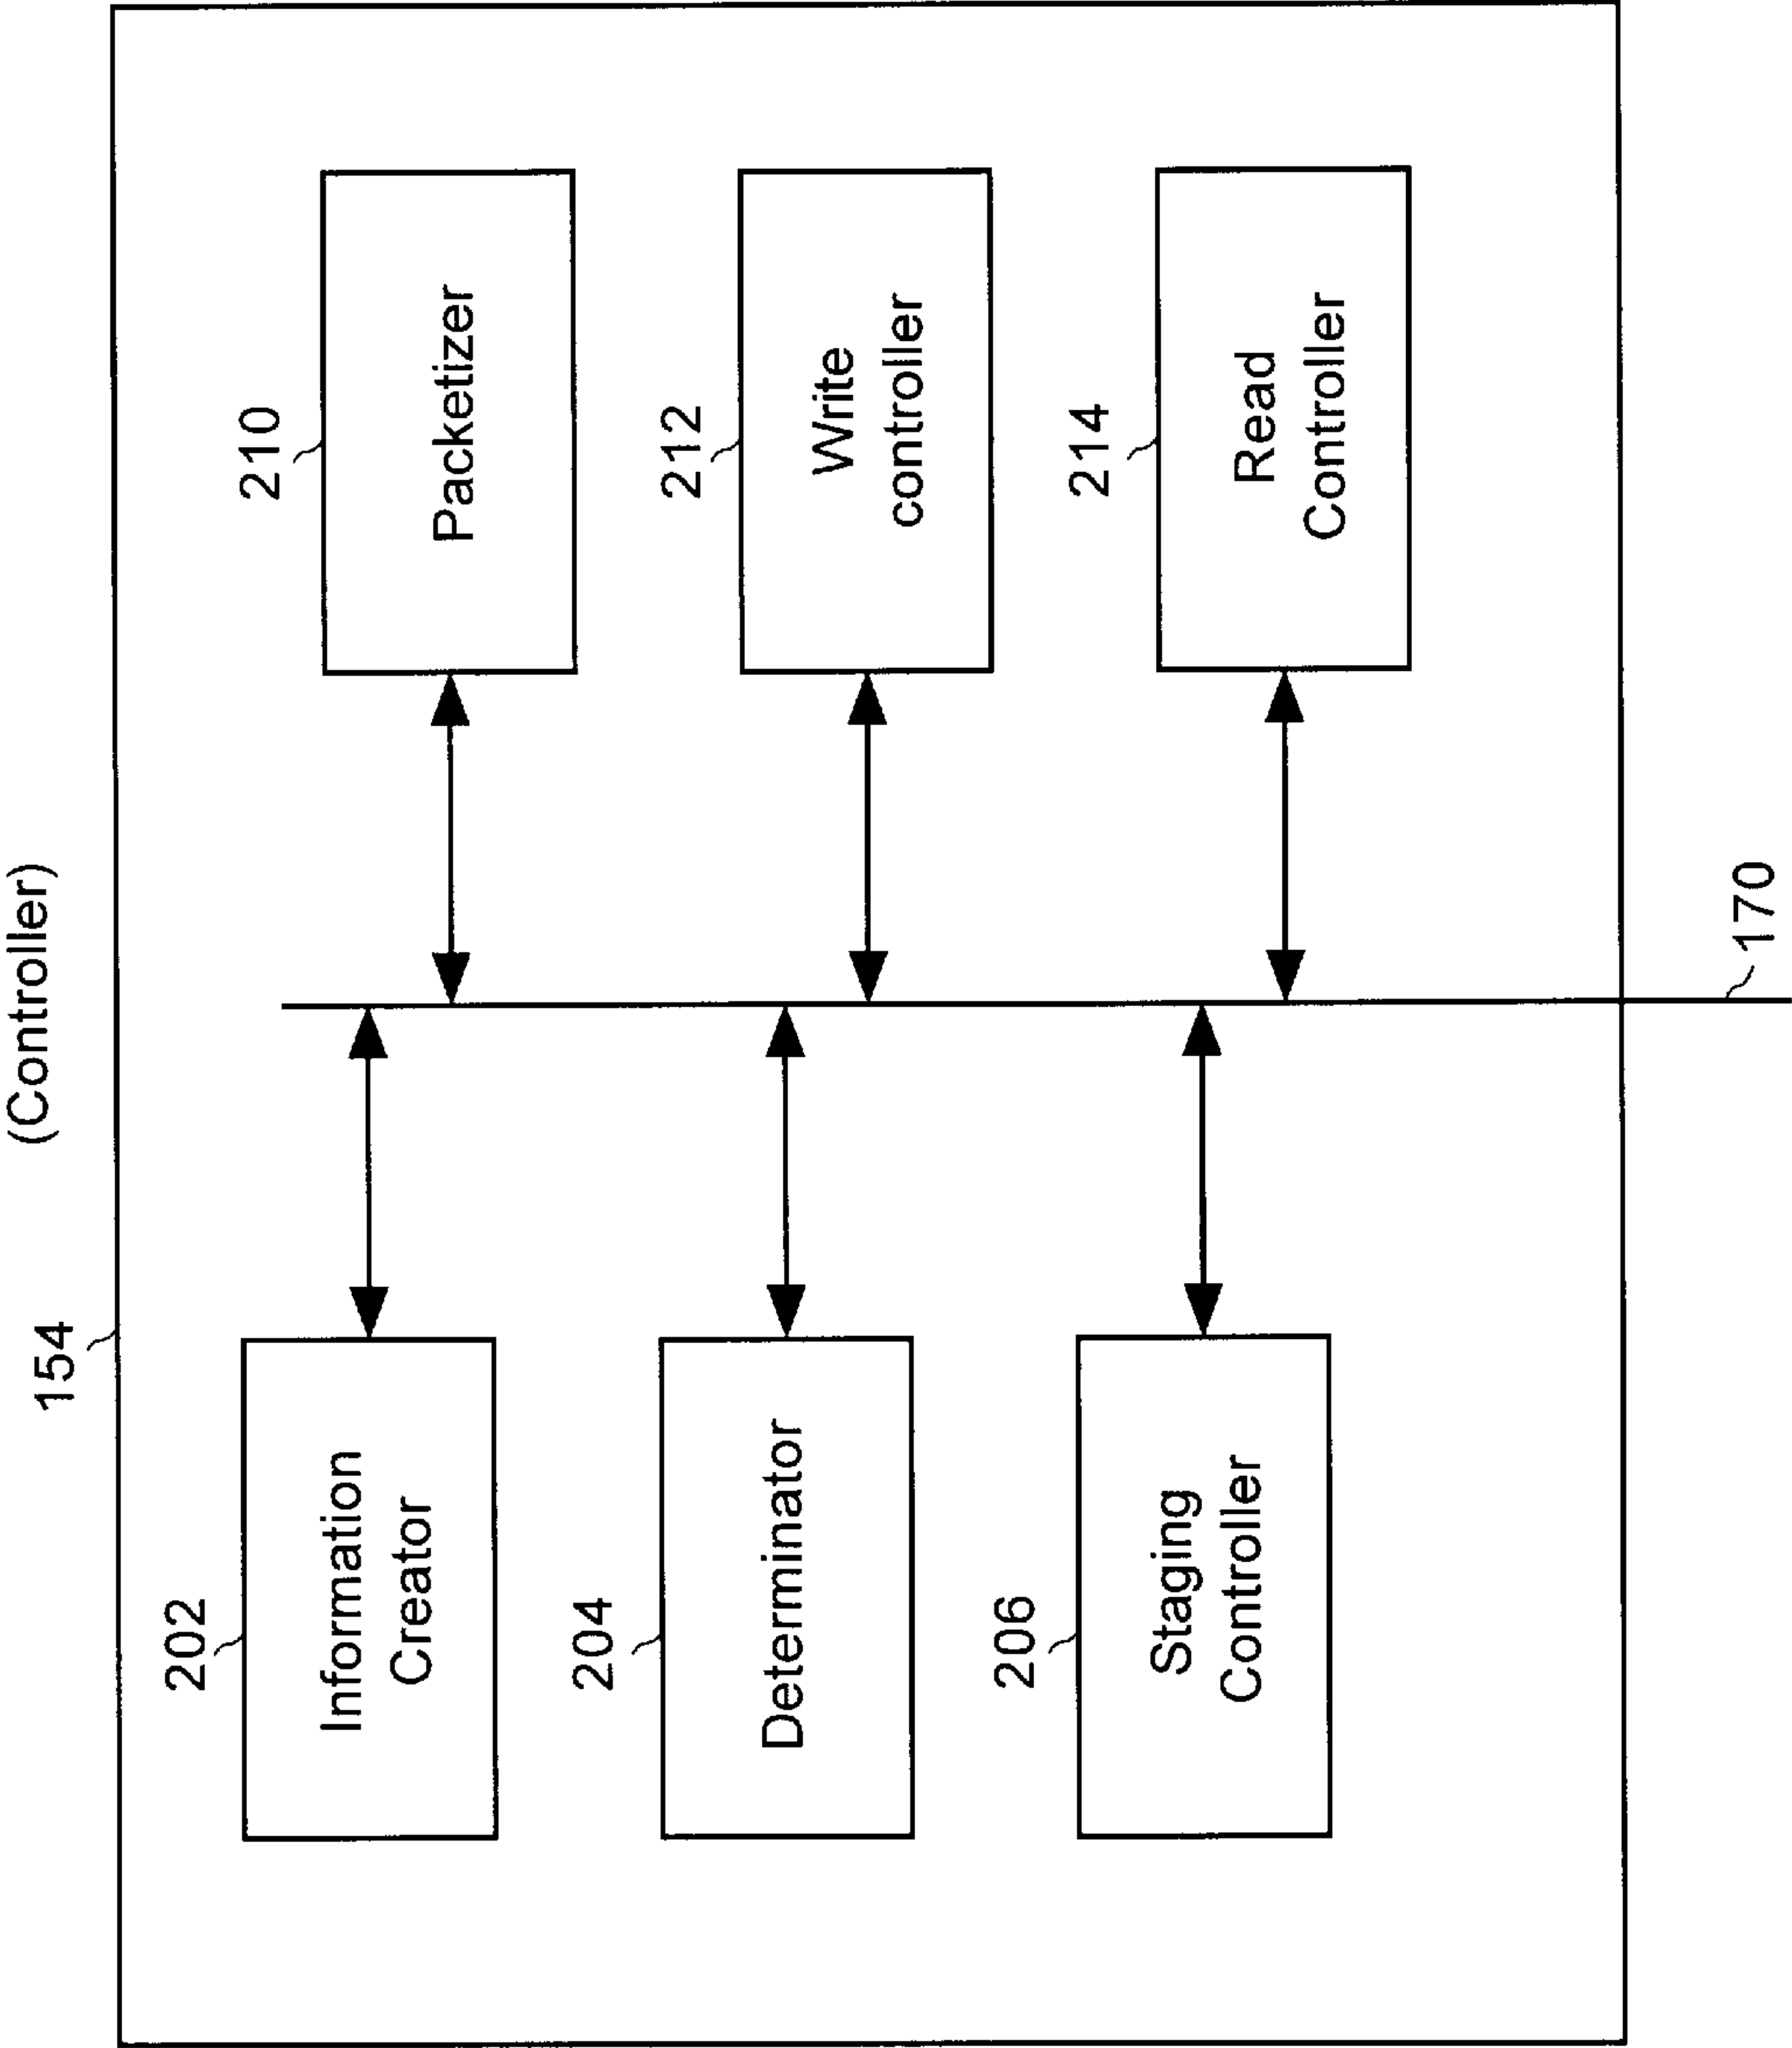 (Controller)
154
202
Information
Creator
204
Determinator
206
Staging
Controller
210
Packetizer
212
Write
controller
214
Read
Controller
170